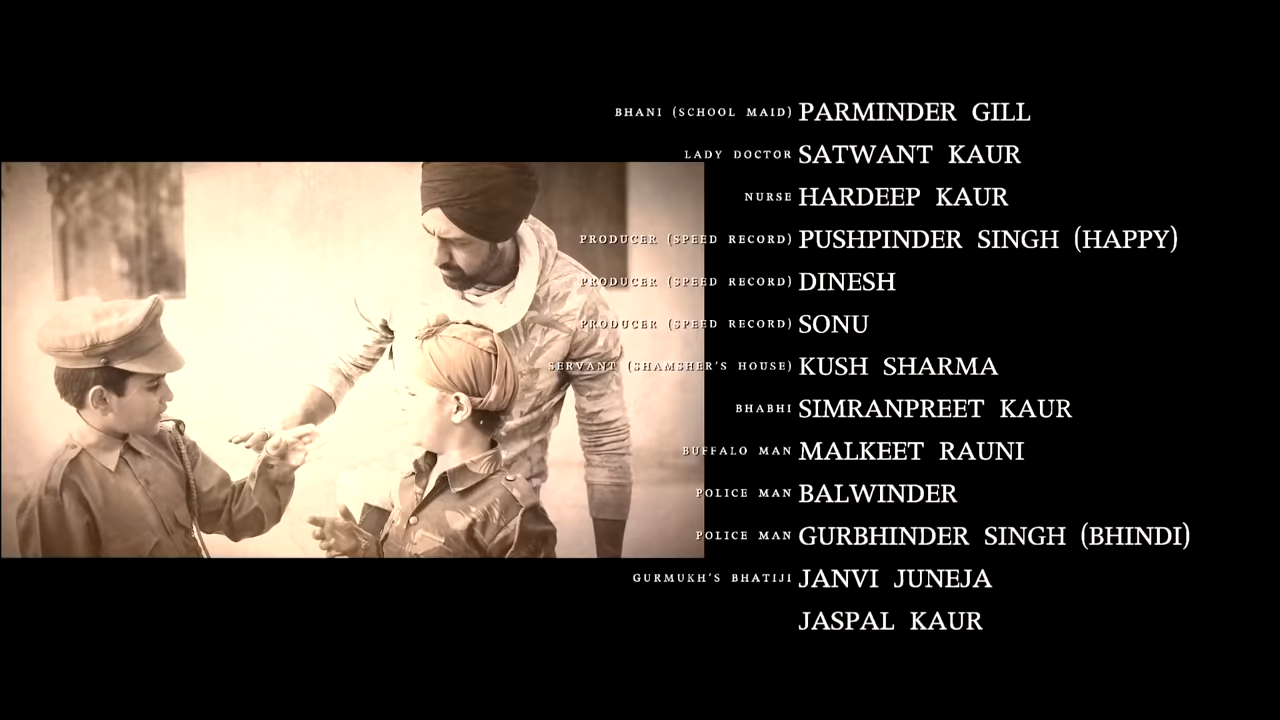 BHANI (SCHOOL MAID) PARMINDER GILL
LADY DOCTOR SATWANT KAUR
NURSE HARDEEP KAUR
PRODUCER (SPEED RECORD) PUSHPINDER SINGH (HAPPY)
PRODUCER (SPEED RECORD) DINESH
PRODUCER (SPEED RECORD) SONU
SERVANT (SHAMSHER'S HOUSE) KUSH SHARMA
BHABHI SIMRANPREET KAUR
BUFFALO MAN MALKEET RAUNI
POLICE MAN BALWINDER
POLICE MAN GURBHINDER SINGH (BHINDI)
GURMUKH'S BHATIJI JANVI JUNEJA
JASPAL KAUR